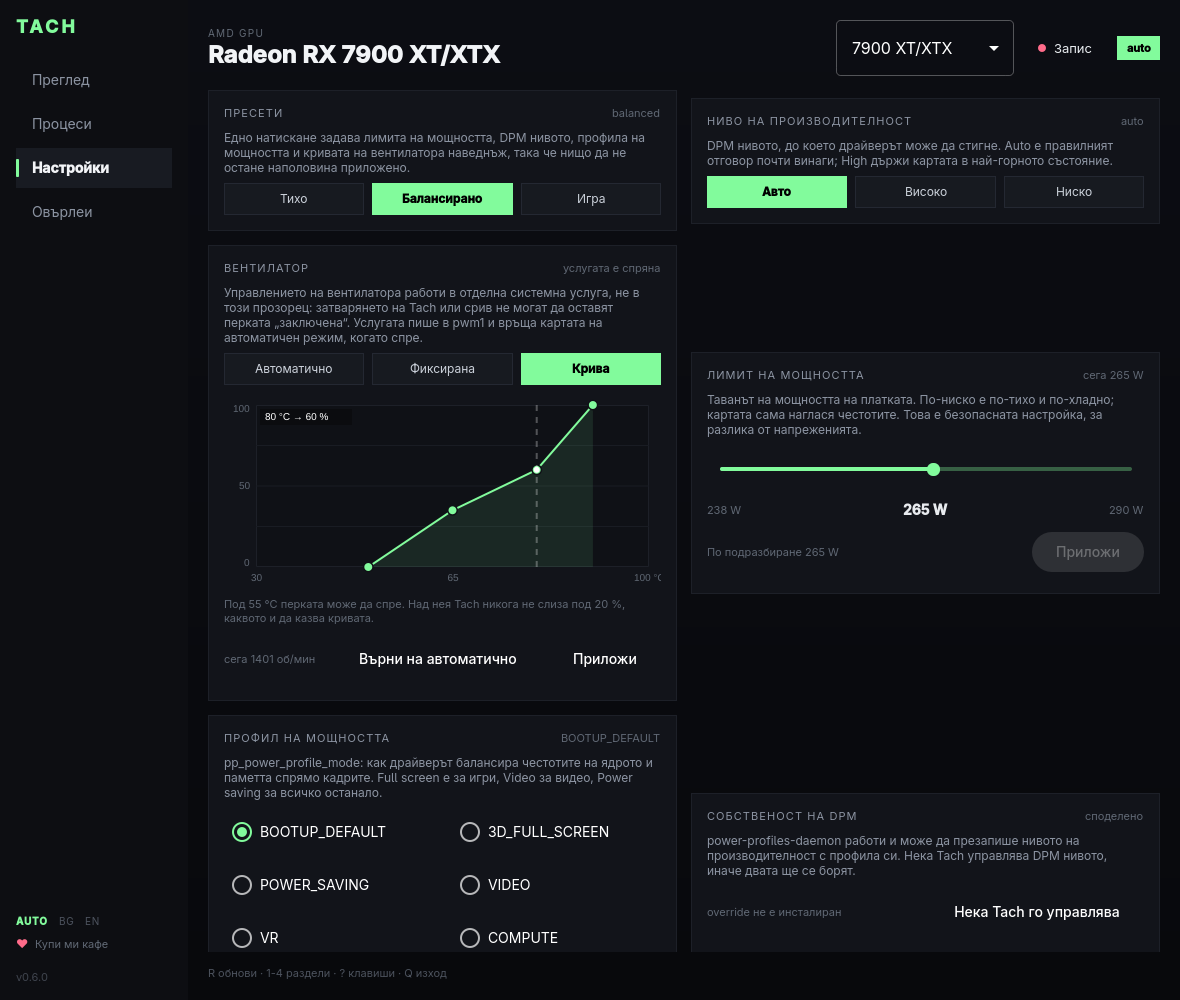 TACH
Преглед
Процеси
Настройки
Овърлеи
AUTO BG EN
Купи ми кафе
v0.6.0
AMD GPU
Radeon RX 7900 XT/XTX
7900 XT/XTX
Запис
auto
ПРЕСЕТИ
balanced
Едно натискане задава лимита на мощността, DPM нивото, профила на
мощността и кривата на вентилатора наведнъж, така че нищо да не
остане наполовина приложено.
Тихо
Балансирано
Игра
НИВО НА ПРОИЗВОДИТЕЛНОСТ
auto
DPM нивото, до което драйверът може да стигне. Auto е правилният
отговор почти винаги; High държи картата в най-горното състояние.
Авто
Високо
Ниско
ВЕНТИЛАТОР
услугата е спряна
Управлението на вентилатора работи в отделна системна услуга, не в
този прозорец: затварянето на Tach или срив не могат да оставят
перката „заключена“. Услугата пише в pwm1 и връща картата на
автоматичен режим, когато спре.
Автоматично
Фиксирана
Крива
80 °C → 60 %
100
50
0
30
65
100 °C
Под 55 °C перката може да спре. Над нея Tach никога не слиза под 20 %,
каквото и да казва кривата.
сега 1401 об/мин
Върни на автоматично
Приложи
ЛИМИТ НА МОЩНОСТТА
сега 265 W
Таванът на мощността на платката. По-ниско е по-тихо и по-хладно;
картата сама наглася честотите. Това е безопасната настройка, за
разлика от напреженията.
238 W
265 W
290 W
По подразбиране 265 W
Приложи
ПРОФИЛ НА МОЩНОСТТА
BOOTUP_DEFAULT
pp_power_profile_mode: как драйверът балансира честотите на ядрото и
паметта спрямо кадрите. Full screen е за игри, Video за видео, Power
saving за всичко останало.
BOOTUP_DEFAULT
3D_FULL_SCREEN
POWER_SAVING
VIDEO
VR
COMPUTE
СОБСТВЕНОСТ НА DPM
споделено
power-profiles-daemon работи и може да презапише нивото на
производителност с профила си. Нека Tach управлява DPM нивото,
иначе двата ще се борят.
override не е инсталиран
Нека Tach го управлява
R обнови · 1-4 раздели · ? клавиши · Q изход